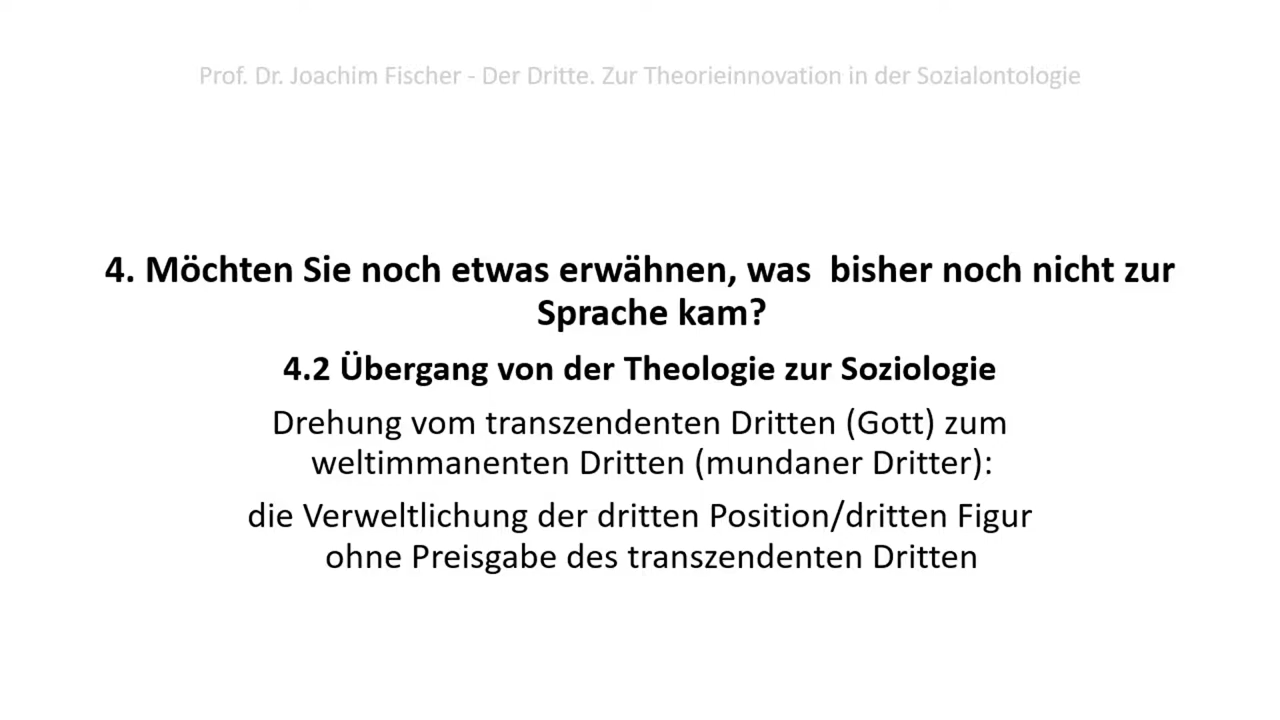 Prof. Dr. Joachim Fischer - Der Dritte. Zur Theorieinnovation in der Sozialontologie
4. Möchten Sie noch etwas erwähnen, was  bisher noch nicht zur
Sprache kam?
4.2 Übergang von der Theologie zur Soziologie
Drehung vom transzendenten Dritten (Gott) zum
weltimmanenten Dritten (mundaner Dritter):
die Verweltlichung der dritten Position/dritten Figur
ohne Preisgabe des transzendenten Dritten